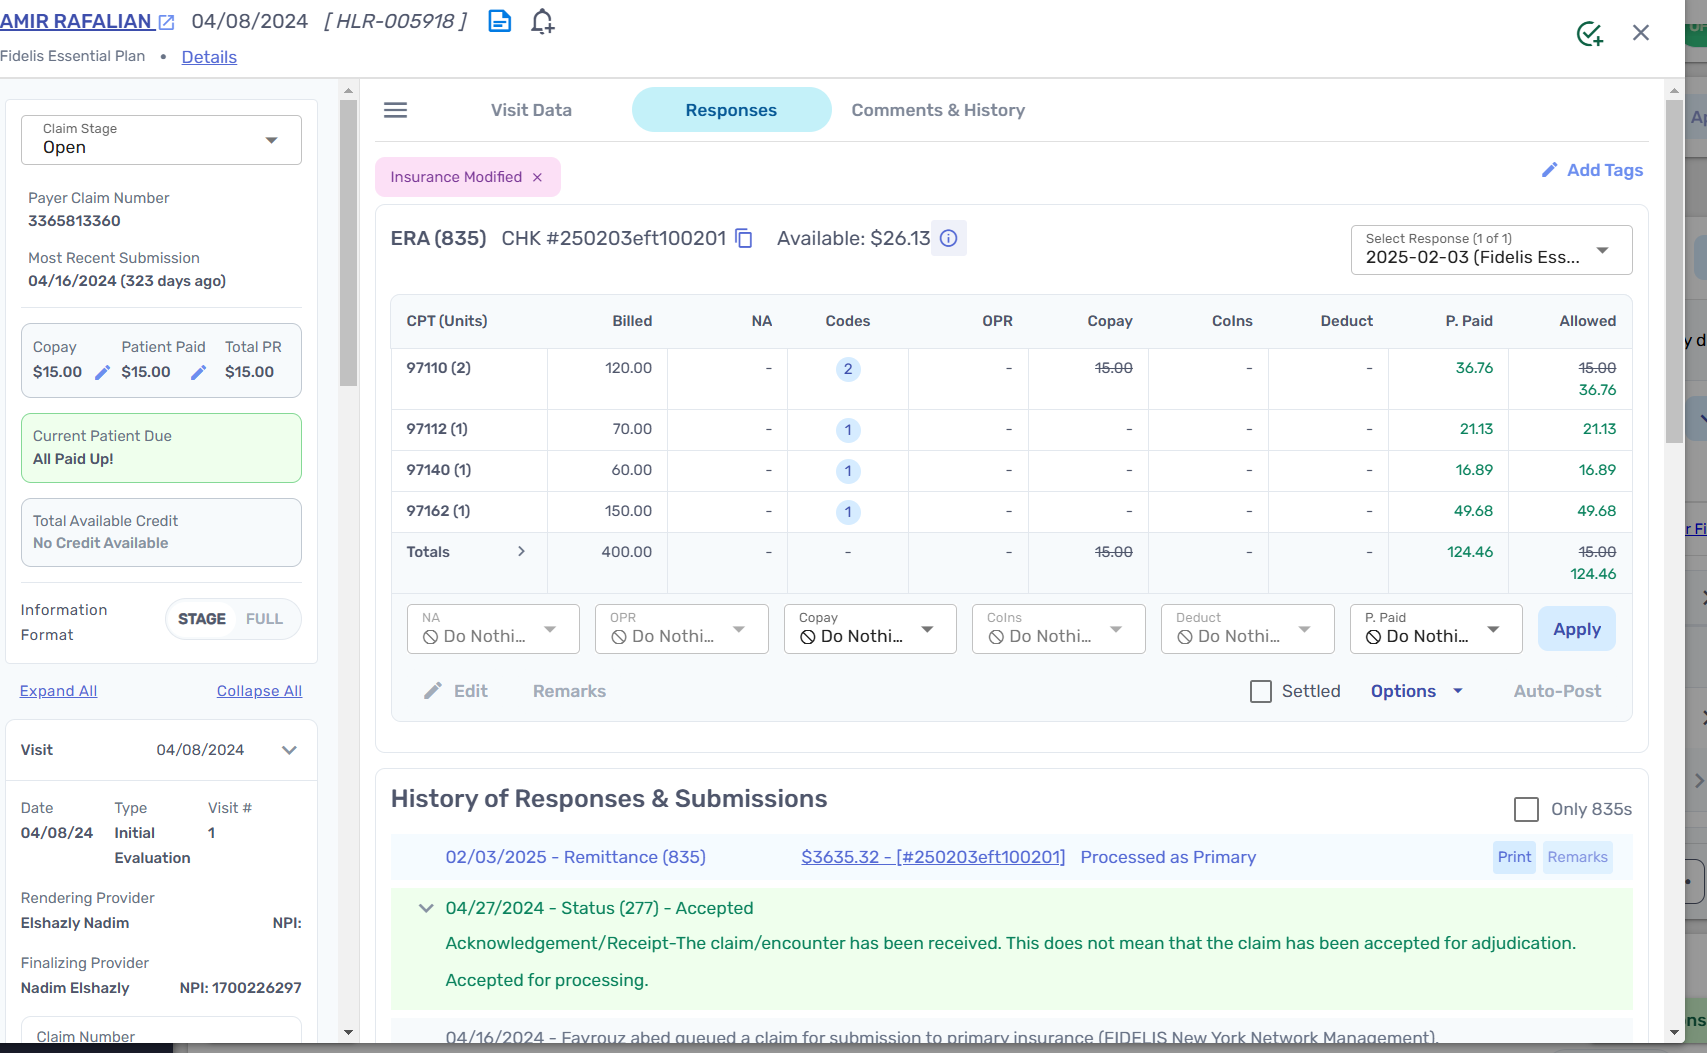 AMIR RAFALIAN 04/08/2024 [ HLR-005918 ]
Fidelis Essential Plan • Details
Claim Stage
Open
Payer Claim Number
3365813360
Most Recent Submission
04/16/2024 (323 days ago)
Copay Patient Paid Total PR
$15.00 $15.00 $15.00
Current Patient Due
All Paid Up!
Total Available Credit
No Credit Available
Information Format STAGE FULL
Expand All Collapse All
Visit 04/08/2024
Date Type Visit #
04/08/24 Initial Evaluation 1
Rendering Provider
Elshazly Nadim NPI:
Finalizing Provider
Nadim Elshazly NPI: 1700226297
Claim Number
Visit Data Responses Comments & History
Insurance Modified × Add Tags
ERA (835) CHK #250203eft100201 Available: $26.13
Select Response (1 of 1)
2025-02-03 (Fidelis Ess...
CPT (Units) Billed NA Codes OPR Copay CoIns Deduct P. Paid Allowed
97110 (2) 120.00 - 2 - 15.00 - - 36.76 15.00
36.76
97112 (1) 70.00 - 1 - - - - 21.13 21.13
97140 (1) 60.00 - 1 - - - - 16.89 16.89
97162 (1) 150.00 - 1 - - - - 49.68 49.68
Totals 400.00 - - - 15.00 - - 124.46 15.00
124.46
NA OPR Copay CoIns Deduct P. Paid
Do Nothi... Do Nothi... Do Nothi... Do Nothi... Do Nothi... Do Nothi... Apply
Edit Remarks Settled Options Auto-Post
History of Responses & Submissions
Only 835s
02/03/2025 - Remittance (835) $3635.32 - [#250203eft100201] Processed as Primary Print Remarks
04/27/2024 - Status (277) - Accepted
Acknowledgement/Receipt-The claim/encounter has been received. This does not mean that the claim has been accepted for adjudication.
Accepted for processing.
04/16/2024 - Fayrouz abed queued a claim for submission to primary insurance (FIDELIS New York Network Management).